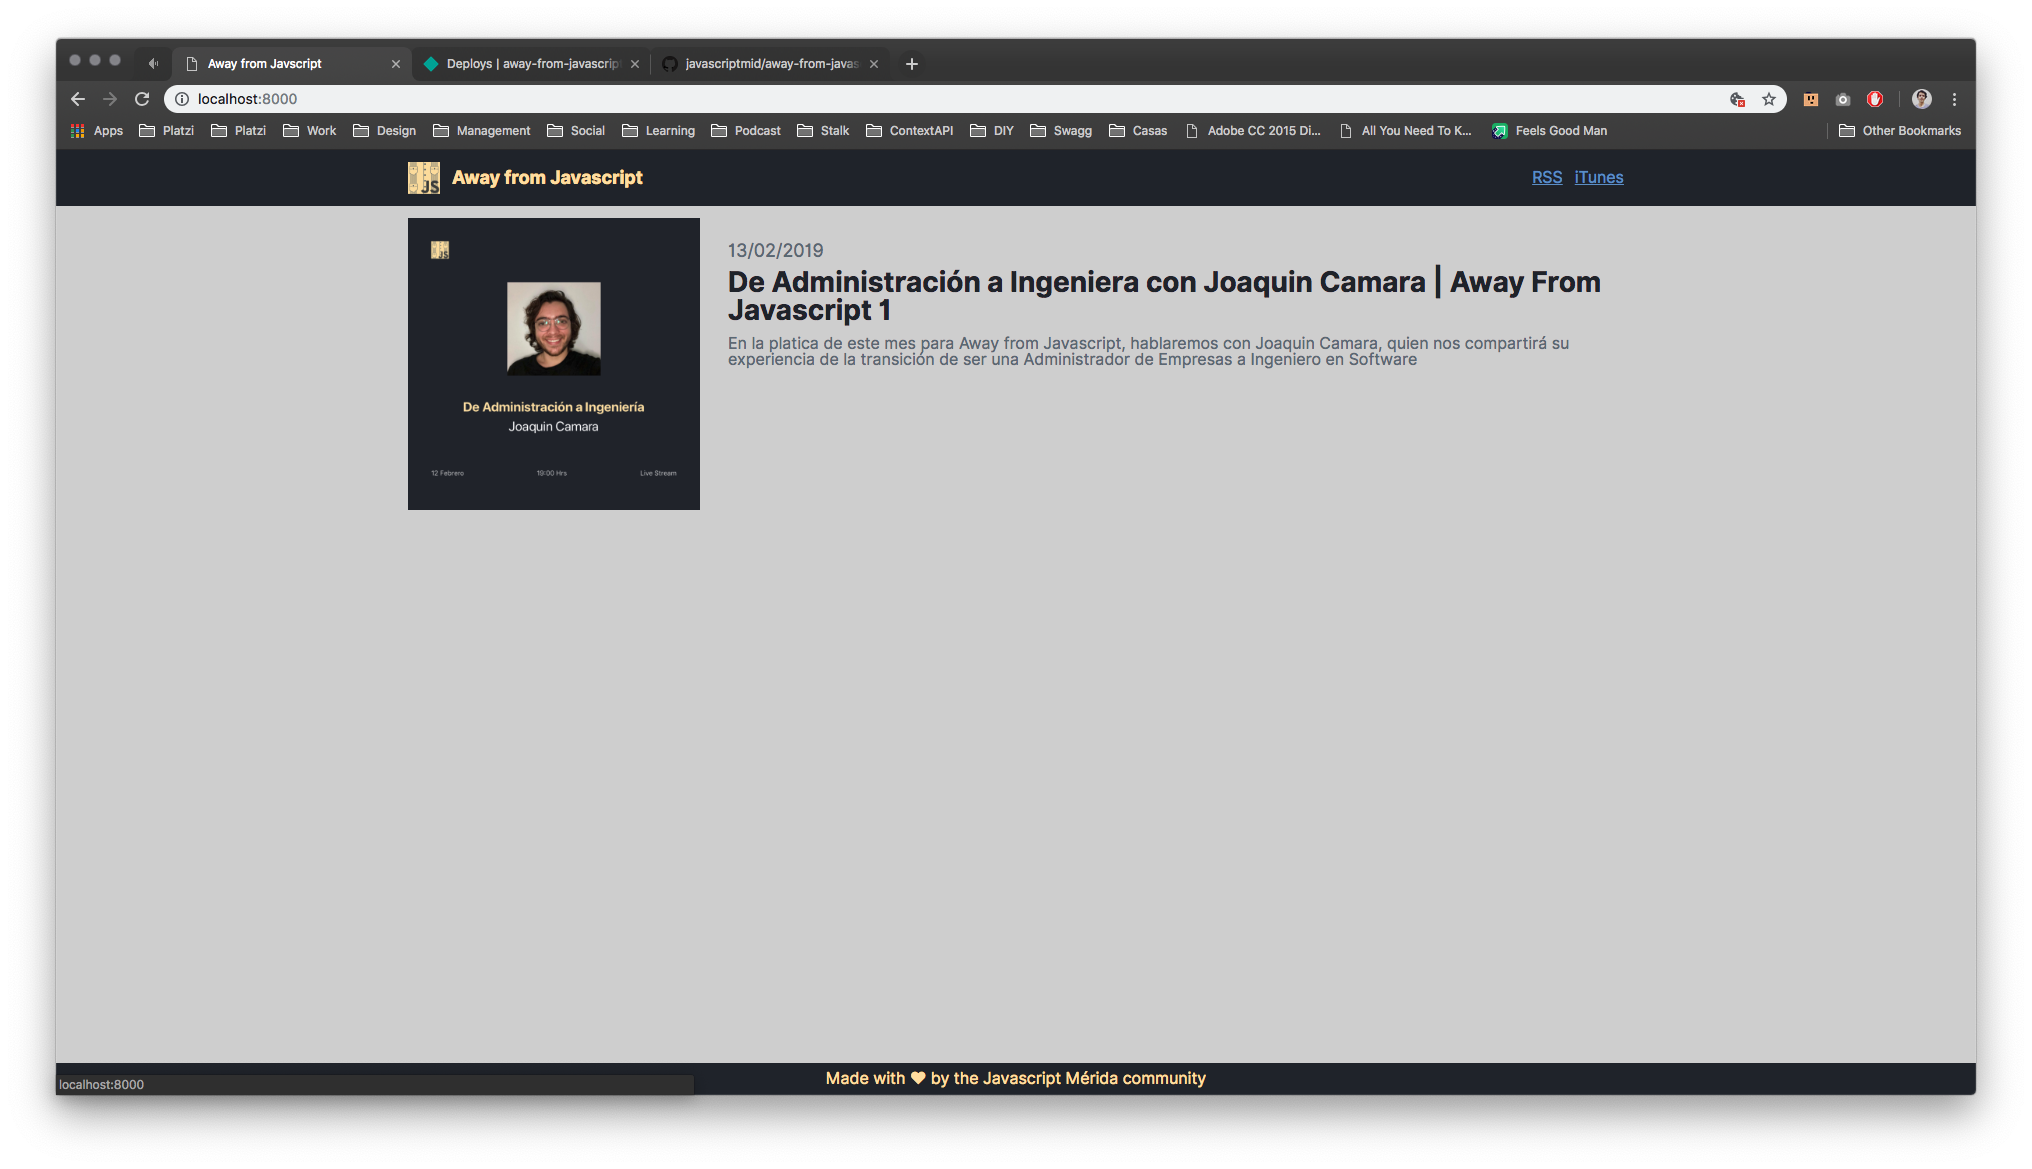 Away from Javscript
Deploys | away-from-javascrip
javascriptmid/away-from-javas
localhost:8000
Apps
Platzi
Platzi
Work
Design
Management
Social
Learning
Podcast
Stalk
ContextAPI
DIY
Swagg
Casas
Adobe CC 2015 Di...
All You Need To K...
Feels Good Man
Other Bookmarks
JS
Away from Javascript
RSS
iTunes
JS
De Administración a Ingeniería
Joaquin Camara
12 Febrero
19:00 Hrs
Live Stream
13/02/2019
De Administración a Ingeniera con Joaquin Camara | Away From
Javascript 1
En la platica de este mes para Away from Javascript, hablaremos con Joaquin Camara, quien nos compartirá su
experiencia de la transición de ser una Administrador de Empresas a Ingeniero en Software
Made with ♥ by the Javascript Mérida community
localhost:8000